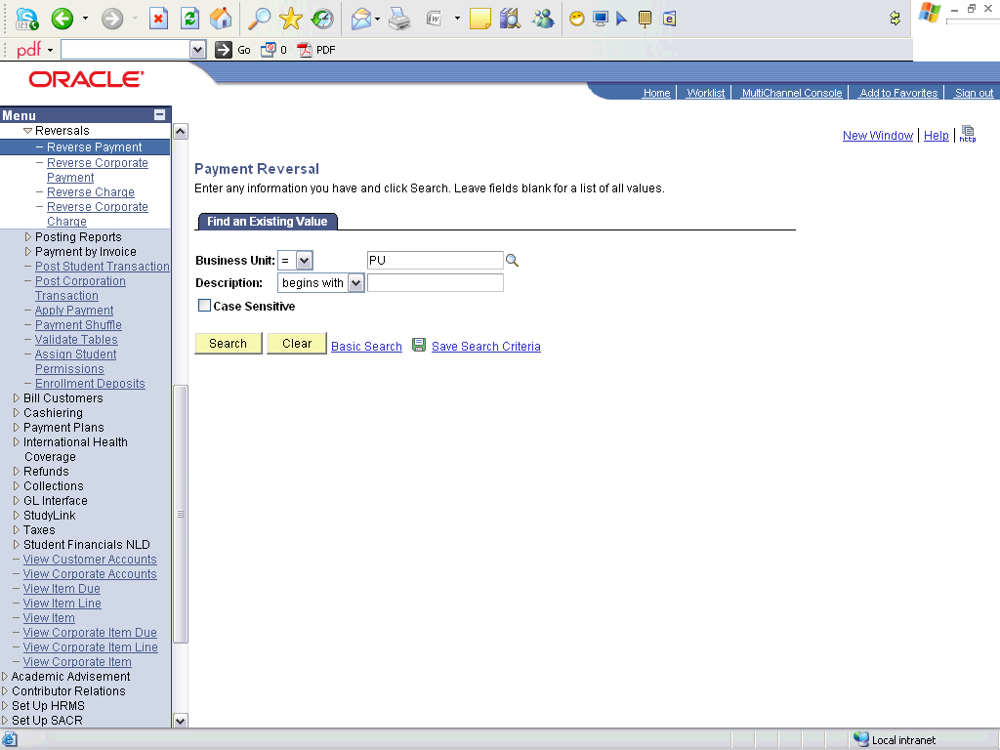 pdf
Go
0
PDF
ORACLE
Home
Worklist
MultiChannel Console
Add to Favorites
Sign out
Menu
Reversals
Reverse Payment
Reverse Corporate
Payment
Reverse Charge
Reverse Corporate
Charge
Posting Reports
Payment by Invoice
Post Student Transaction
Post Corporation
Transaction
Apply Payment
Payment Shuffle
Validate Tables
Assign Student
Permissions
Enrollment Deposits
Bill Customers
Cashiering
Payment Plans
International Health
Coverage
Refunds
Collections
GL Interface
StudyLink
Taxes
Student Financials NLD
View Customer Accounts
View Corporate Accounts
View Item Due
View Item Line
View Item
View Corporate Item Due
View Corporate Item Line
View Corporate Item
Academic Advisement
Contributor Relations
Set Up HRMS
Set Up SACR
New Window | Help | http
Payment Reversal
Enter any information you have and click Search. Leave fields blank for a list of all values.
Find an Existing Value
Business Unit: = PU
Description: begins with
Case Sensitive
Search Clear Basic Search Save Search Criteria
Local intranet